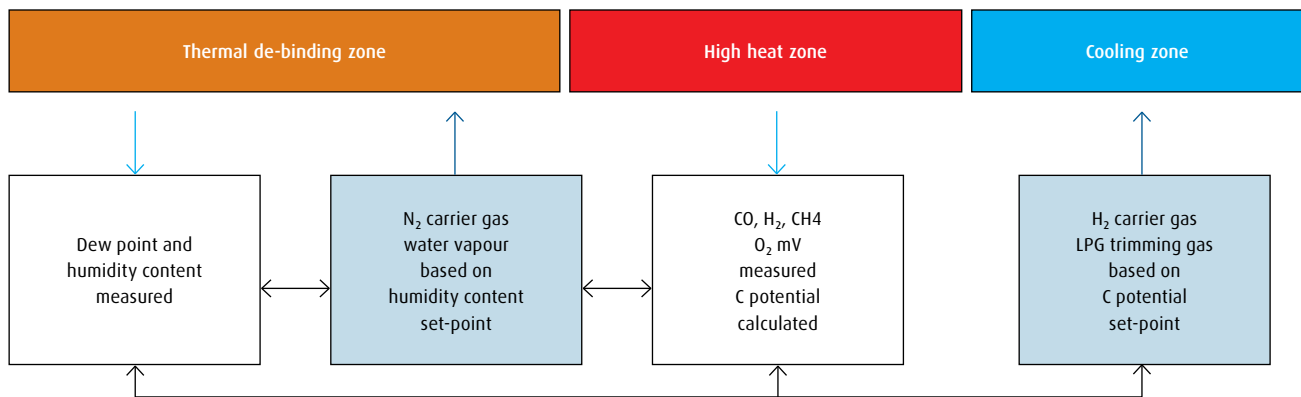 Thermal de-binding zone
High heat zone
Cooling zone
Dew point and
humidity content
measured
N₂ carrier gas
water vapour
based on
humidity content
set-point
CO, H₂, CH4
O₂ mV
measured
C potential
calculated
H₂ carrier gas
LPG trimming gas
based on
C potential
set-point